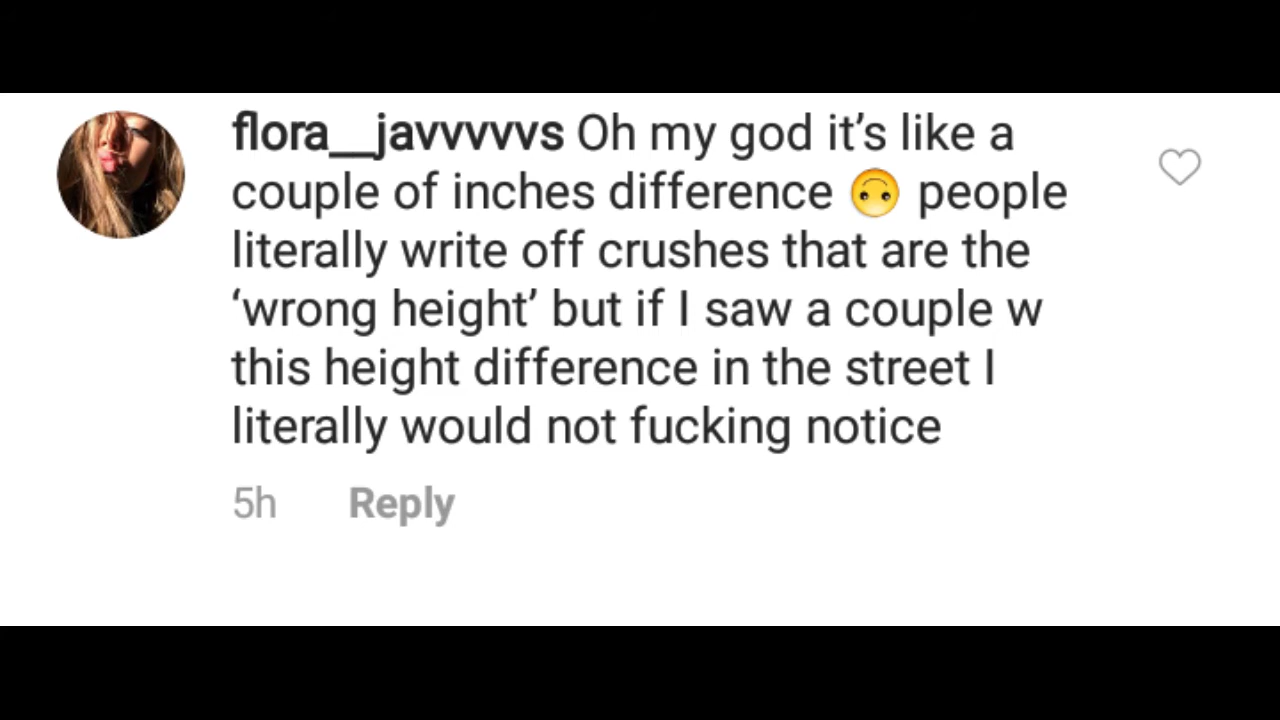 flora__javvvvvs Oh my god it’s like a
couple of inches difference 🙃 people
literally write off crushes that are the
‘wrong height’ but if I saw a couple w
this height difference in the street I
literally would not fucking notice
5h Reply